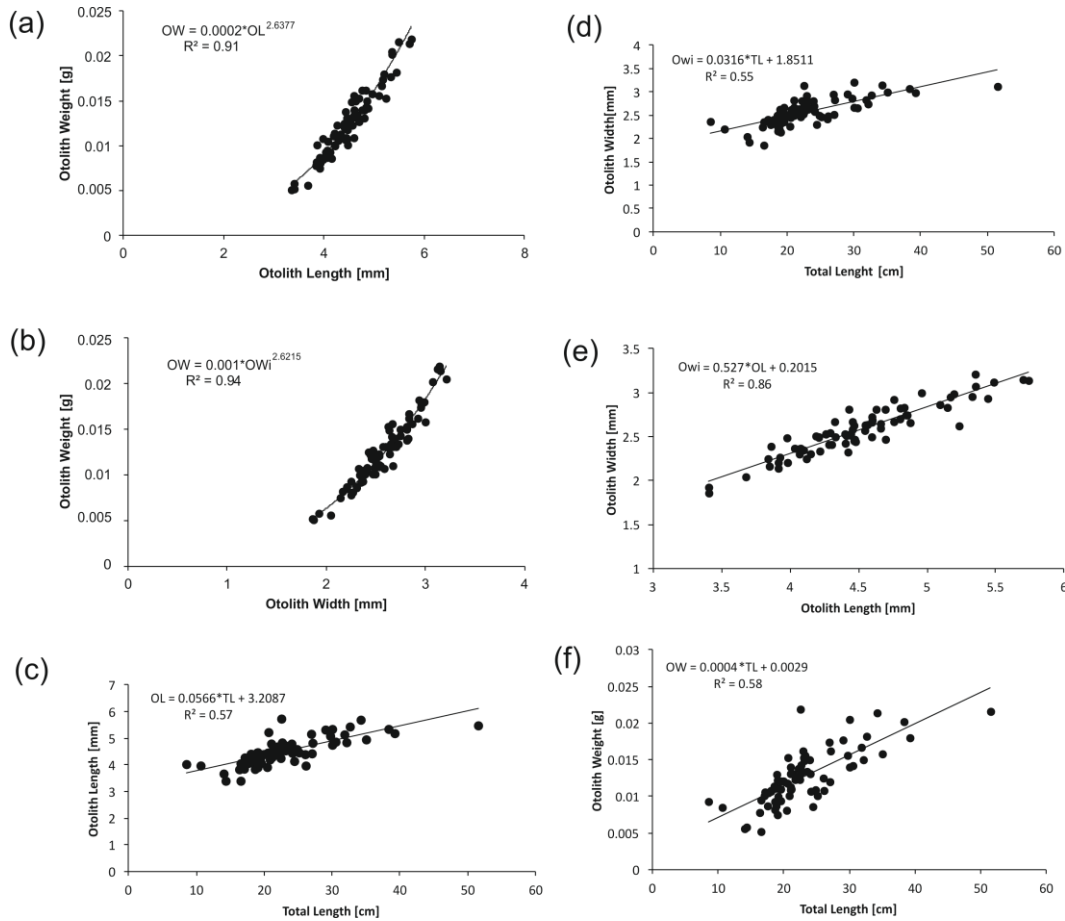 (a)
OW = 0.0002*OL^2.6377
R² = 0.91
Otolith Weight [g]
0.025
0.02
0.015
0.01
0.005
0
0 2 4 6 8
Otolith Length [mm]
(d)
Owi = 0.0316*TL + 1.8511
R² = 0.55
Otolith Width[mm]
4
3.5
3
2.5
2
1.5
1
0.5
0
0 10 20 30 40 50 60
Total Lenght [cm]
(b)
OW = 0.001*OWi^2.6215
R² = 0.94
Otolith Weight [g]
0.025
0.02
0.015
0.01
0.005
0
0 1 2 3 4
Otolith Width [mm]
(e)
Owi = 0.527*OL + 0.2015
R² = 0.86
Otolith Width [mm]
3.5
3
2.5
2
1.5
1
3 3.5 4 4.5 5 5.5 6
Otolith Length [mm]
(c)
OL = 0.0566*TL + 3.2087
R² = 0.57
Otolith Length [mm]
7
6
5
4
3
2
1
0
0 10 20 30 40 50 60
Total Length [cm]
(f)
OW = 0.0004*TL + 0.0029
R² = 0.58
Otolith Weight [g]
0.03
0.025
0.02
0.015
0.01
0.005
0
0 10 20 30 40 50 60
Total Length [cm]